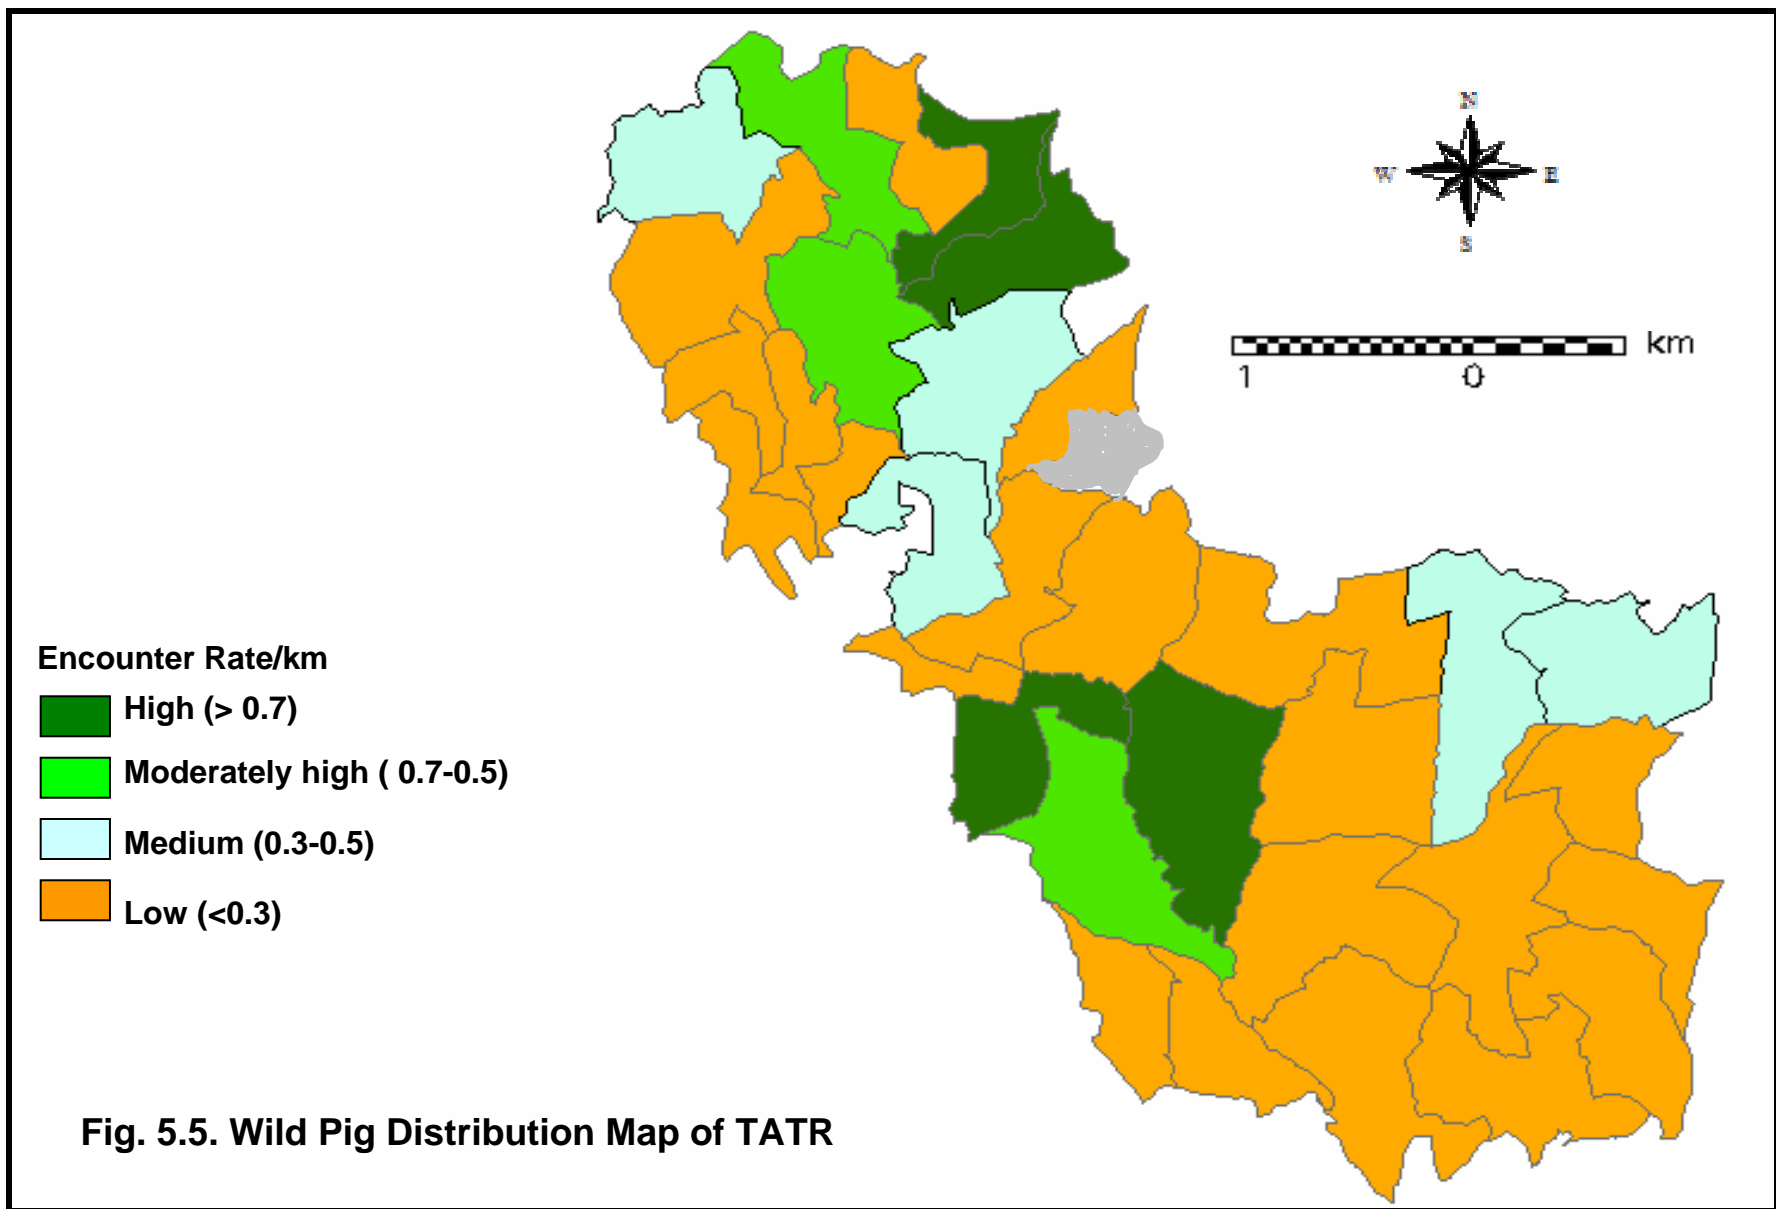 N
W E
S
km
1 0
Encounter Rate/km
High (> 0.7)
Moderately high ( 0.7-0.5)
Medium (0.3-0.5)
Low (<0.3)
Fig. 5.5. Wild Pig Distribution Map of TATR